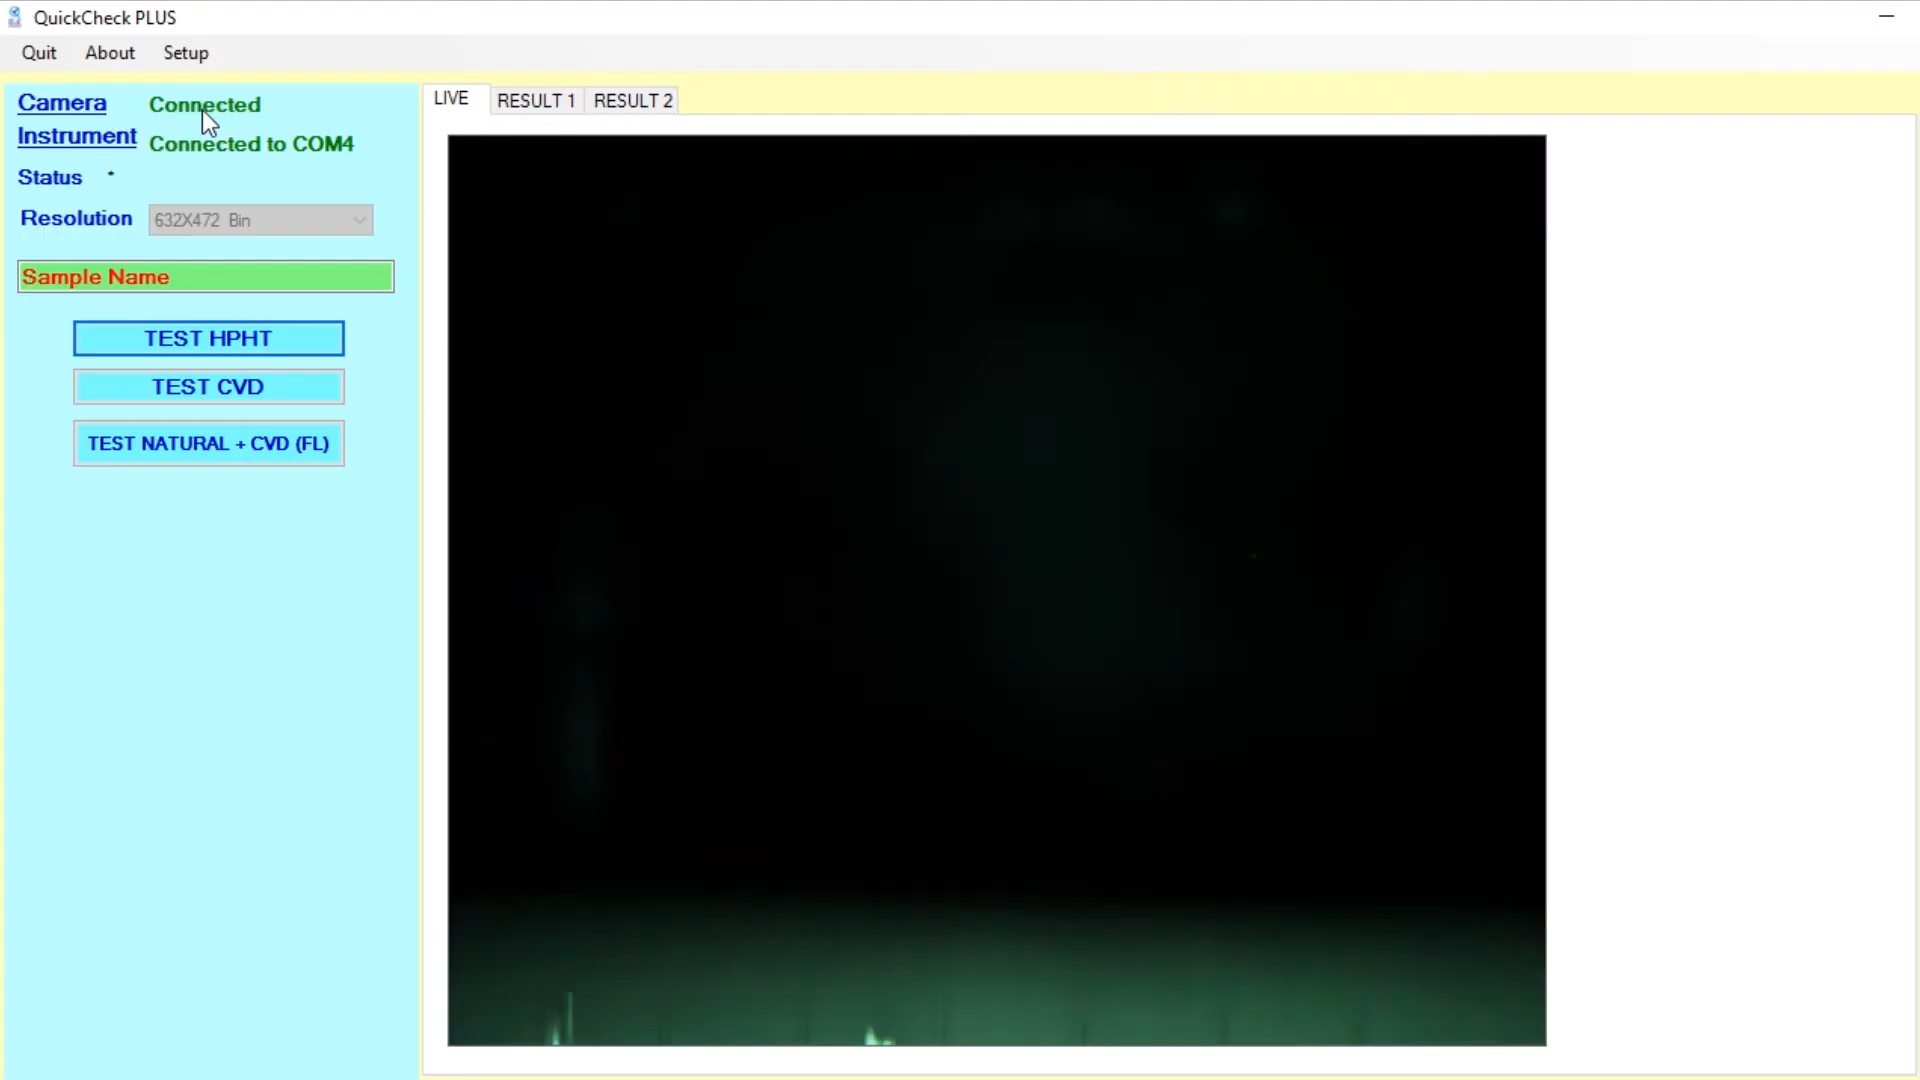 QuickCheck PLUS
Quit About Setup
Camera Connected
Instrument Connected to COM4
Status *
Resolution 632X472 Bin
Sample Name
TEST HPHT
TEST CVD
TEST NATURAL + CVD (FL)
LIVE RESULT 1 RESULT 2